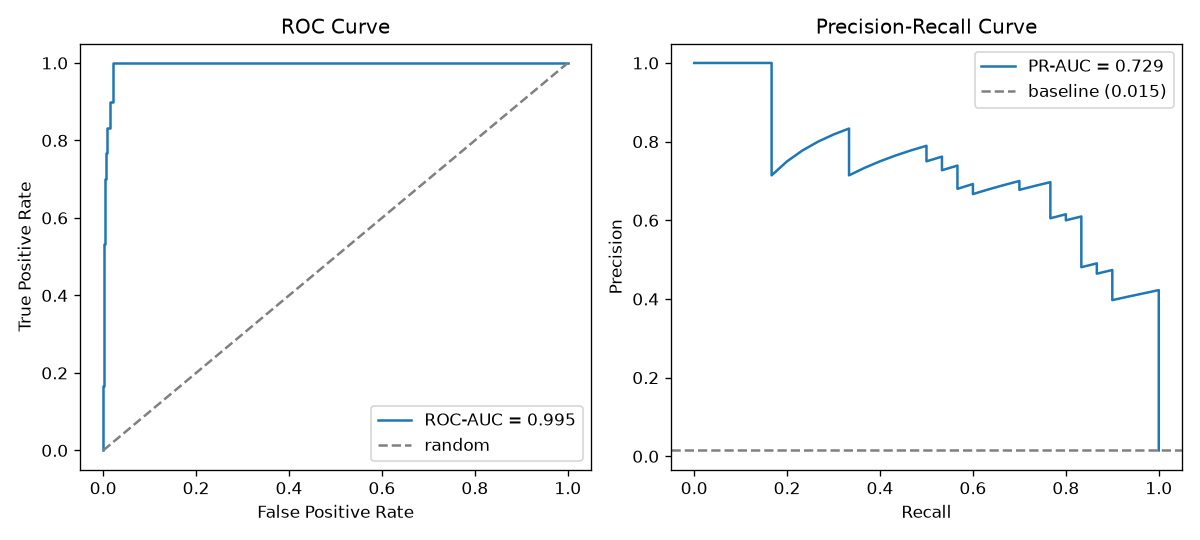 ROC Curve
True Positive Rate
1.0
0.8
0.6
0.4
0.2
0.0
0.0 0.2 0.4 0.6 0.8 1.0
False Positive Rate
ROC-AUC = 0.995
random
Precision-Recall Curve
Precision
1.0
0.8
0.6
0.4
0.2
0.0
0.0 0.2 0.4 0.6 0.8 1.0
Recall
PR-AUC = 0.729
baseline (0.015)